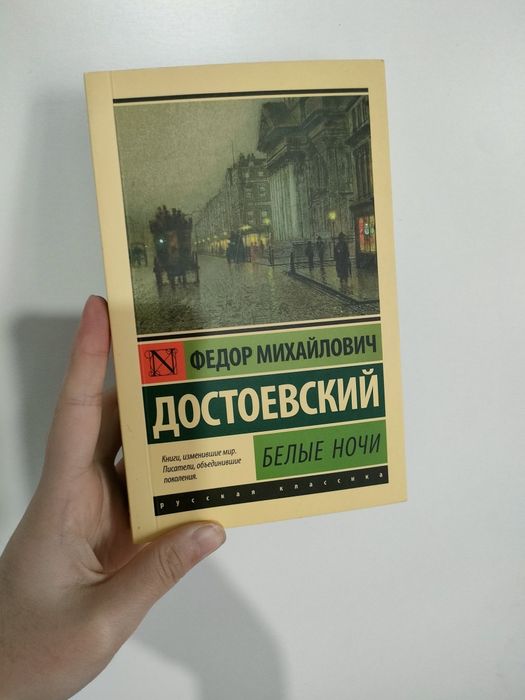 N
ФЕДОР МИХАЙЛОВИЧ
ДОСТОЕВСКИЙ
Книги, изменившие мир.
Писатели, объединившие
поколения.
БЕЛЫЕ НОЧИ
русская классика